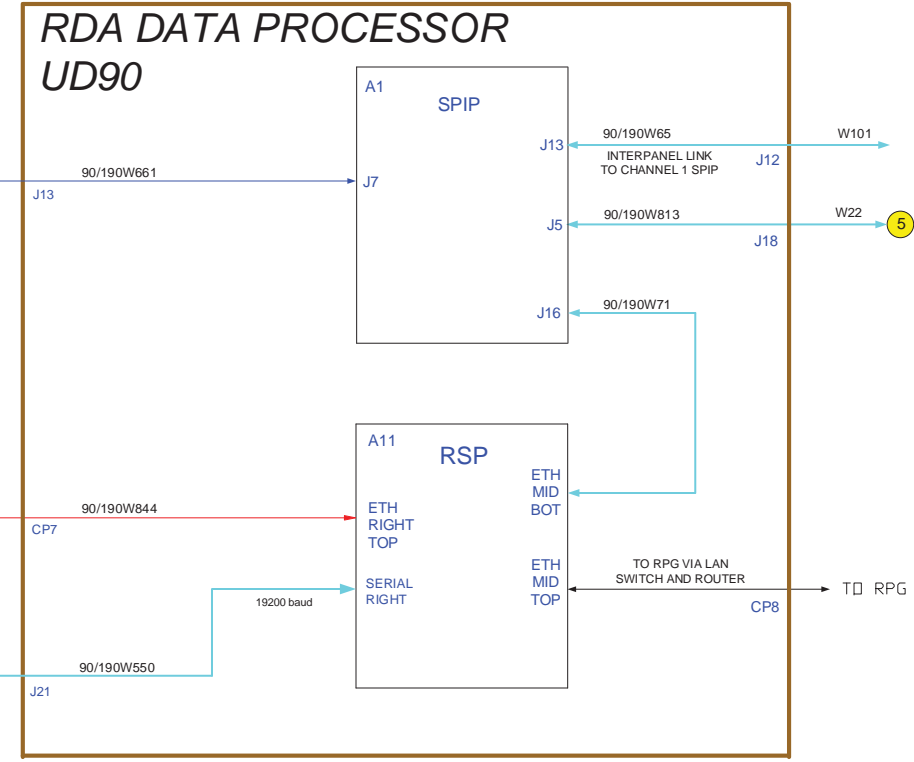 RDA DATA PROCESSOR
UD90
A1
SPIP
J13
90/190W65
W101
INTERPANEL LINK
TO CHANNEL 1 SPIP
J12
90/190W661
J13
J7
J5
90/190W813
W22
5
J18
J16
90/190W71
A11
RSP
ETH
MID
BOT
90/190W844
CP7
ETH
RIGHT
TOP
ETH
MID
TOP
TO RPG VIA LAN
SWITCH AND ROUTER
TO RPG
CP8
SERIAL
RIGHT
19200 baud
90/190W550
J21